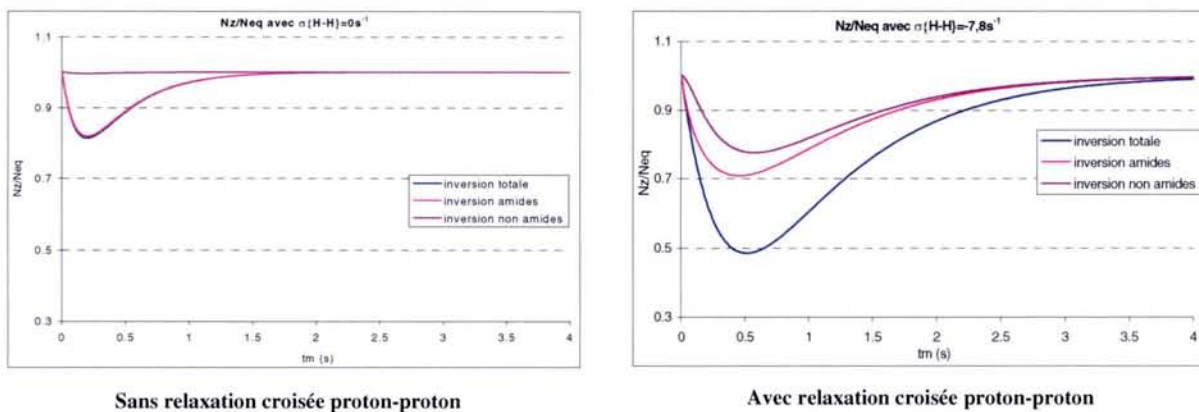 Nz/Neq avec σ{H-H}=0s⁻¹
1.1
0.9
0.7
0.5
0.3
Nz/Neq
inversion totale
inversion amides
inversion non amides
0 0.5 1 1.5 2 2.5 3 3.5 4
tm (s)
Sans relaxation croisée proton-proton
Nz/Neq avec σ{H-H}=-7,8s⁻¹
1.1
0.9
0.7
0.5
0.3
Nz/Neq
inversion totale
inversion amides
inversion non amides
0 0.5 1 1.5 2 2.5 3 3.5 4
tm (s)
Avec relaxation croisée proton-proton